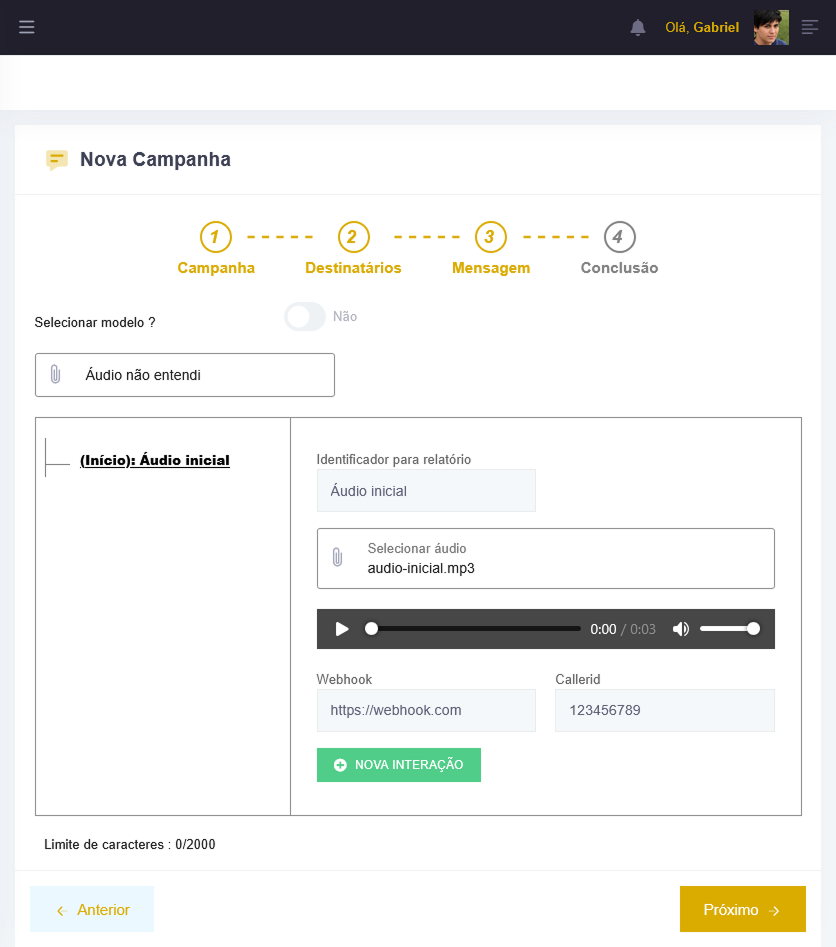 Olá, Gabriel
Nova Campanha
1 2 3 4
Campanha Destinatários Mensagem Conclusão
Selecionar modelo ? Não
Áudio não entendi
(Início): Áudio inicial
Identificador para relatório
Áudio inicial
Selecionar áudio
audio-inicial.mp3
0:00 / 0:03
Webhook Callerid
https://webhook.com 123456789
NOVA INTERAÇÃO
Limite de caracteres : 0/2000
Anterior Próximo